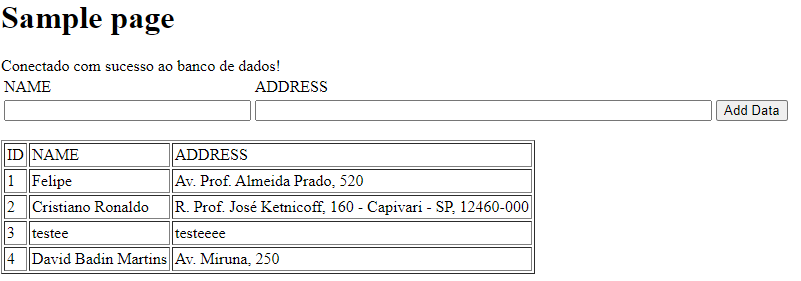 Sample page
Conectado com sucesso ao banco de dados!
NAME ADDRESS
Add Data
ID NAME ADDRESS
1 Felipe Av. Prof. Almeida Prado, 520
2 Cristiano Ronaldo R. Prof. José Ketnicoff, 160 - Capivari - SP, 12460-000
3 testee testeeee
4 David Badin Martins Av. Miruna, 250